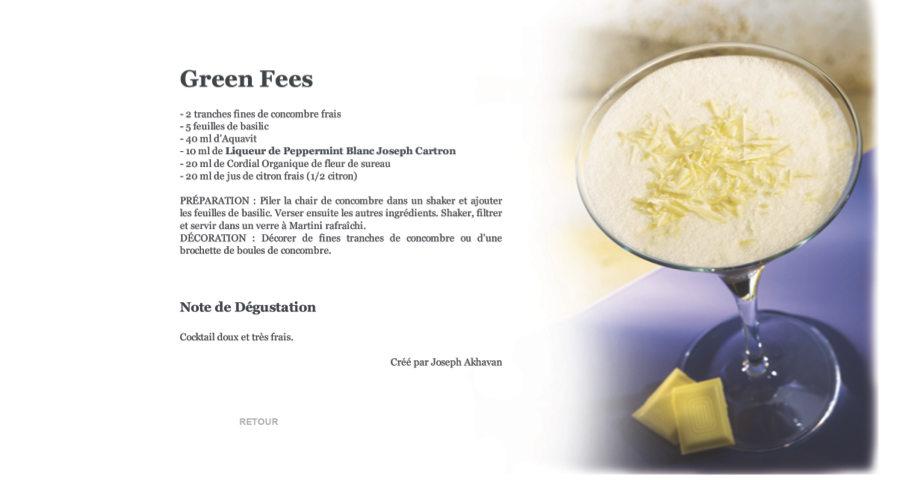 Green Fees
- 2 tranches fines de concombre frais
- 5 feuilles de basilic
- 40 ml d'Aquavit
- 10 ml de Liqueur de Peppermint Blanc Joseph Cartron
- 20 ml de Cordial Organique de fleur de sureau
- 20 ml de jus de citron frais (1/2 citron)
PRÉPARATION : Piler la chair de concombre dans un shaker et ajouter
les feuilles de basilic. Verser ensuite les autres ingrédients. Shaker, filtrer
et servir dans un verre à Martini rafraîchi.
DÉCORATION : Décorer de fines tranches de concombre ou d'une
brochette de boules de concombre.
Note de Dégustation
Cocktail doux et très frais.
Créé par Joseph Akhavan
RETOUR